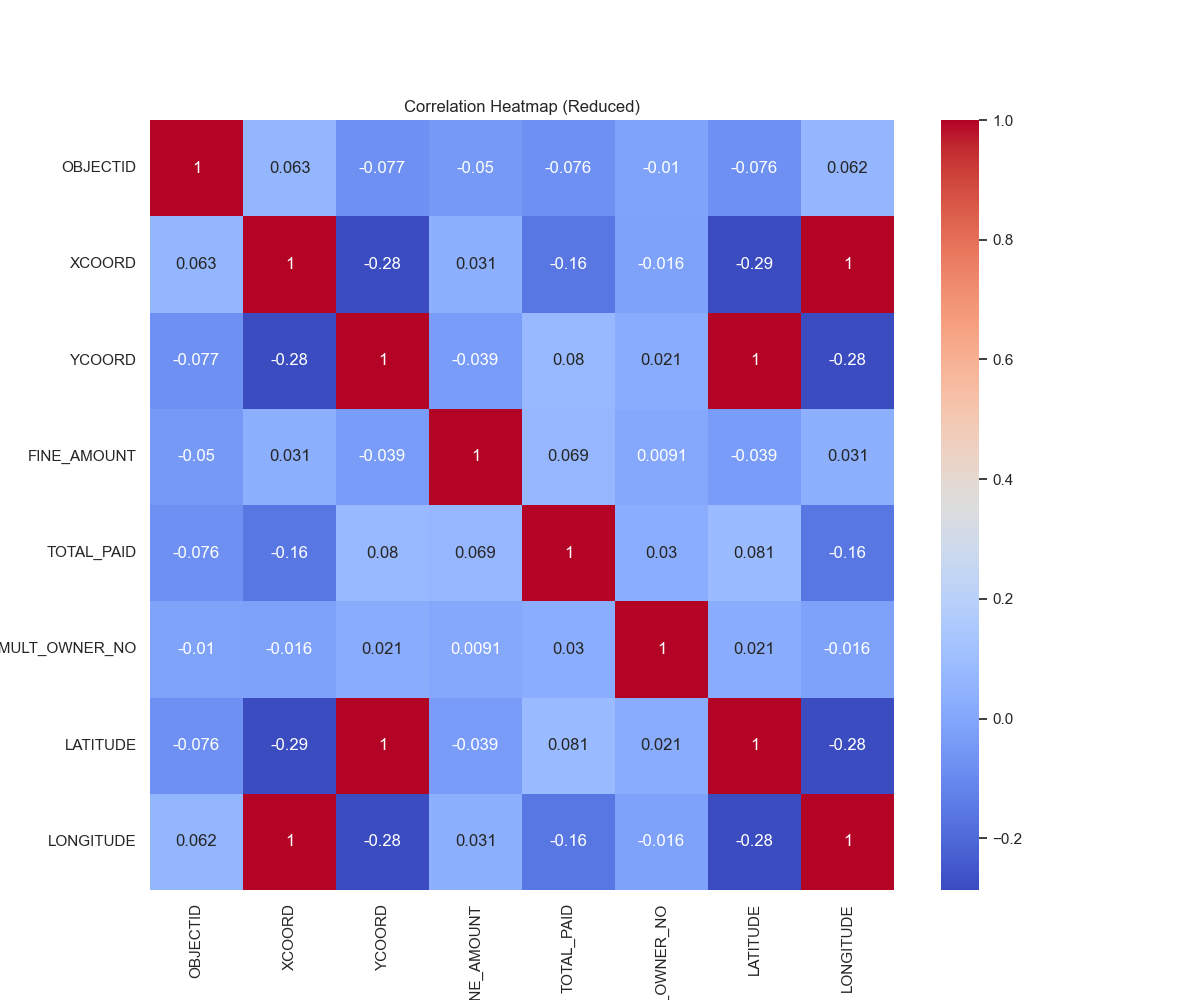 Correlation Heatmap (Reduced)
OBJECTID 1 0.063 -0.077 -0.05 -0.076 -0.01 -0.076 0.062
XCOORD 0.063 1 -0.28 0.031 -0.16 -0.016 -0.29 1
YCOORD -0.077 -0.28 1 -0.039 0.08 0.021 1 -0.28
FINE_AMOUNT -0.05 0.031 -0.039 1 0.069 0.0091 -0.039 0.031
TOTAL_PAID -0.076 -0.16 0.08 0.069 1 0.03 0.081 -0.16
MULT_OWNER_NO -0.01 -0.016 0.021 0.0091 0.03 1 0.021 -0.016
LATITUDE -0.076 -0.29 1 -0.039 0.081 0.021 1 -0.28
LONGITUDE 0.062 1 -0.28 0.031 -0.16 -0.016 -0.28 1
OBJECTID
XCOORD
YCOORD
NE_AMOUNT
TOTAL_PAID
_OWNER_NO
LATITUDE
LONGITUDE
1.0
0.8
0.6
0.4
0.2
0.0
−0.2